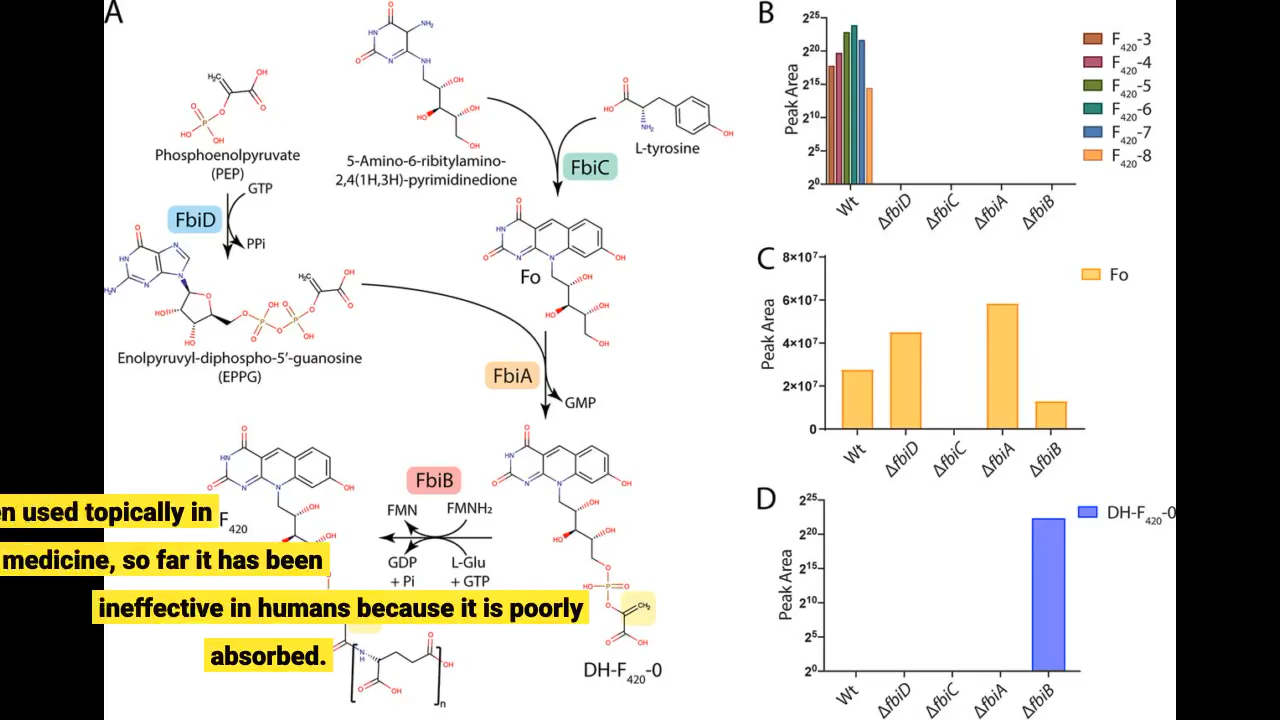 A
Phosphoenolpyruvate
(PEP)
GTP
FbiD
PPi
Enolpyruvyl-diphospho-5’-guanosine
(EPPG)
5-Amino-6-ribitylamino-
2,4(1H,3H)-pyrimidinedione
L-tyrosine
FbiC
Fo
FbiA
GMP
DH-F420-0
FbiB
FMN
FMNH₂
GDP
+ Pi
L-Glu
+ GTP
F420
n
used topically in
medicine, so far it has been
ineffective in humans because it is poorly
absorbed.
B
Peak Area
2²⁵
2²⁰
2¹⁵
2¹⁰
2⁵
2⁰
Wt
ΔfbiD
ΔfbiC
ΔfbiA
ΔfbiB
F420-3
F420-4
F420-5
F420-6
F420-7
F420-8
C
Peak Area
8×10⁷
6×10⁷
4×10⁷
2×10⁷
0
Wt
ΔfbiD
ΔfbiC
ΔfbiA
ΔfbiB
Fo
D
Peak Area
2²⁵
2²⁰
2¹⁵
2¹⁰
2⁵
2⁰
Wt
ΔfbiD
ΔfbiC
ΔfbiA
ΔfbiB
DH-F420-0